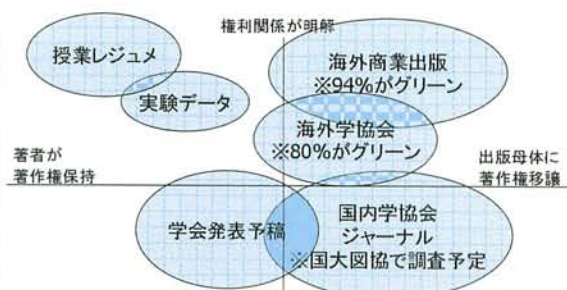 権利関係が明解
授業レジュメ
実験データ
海外商業出版
※94%がグリーン
海外学協会
※80%がグリーン
著者が
著作権保持
出版母体に
著作権移譲
学会発表予稿
国内学協会
ジャーナル
※国大図協で調査予定